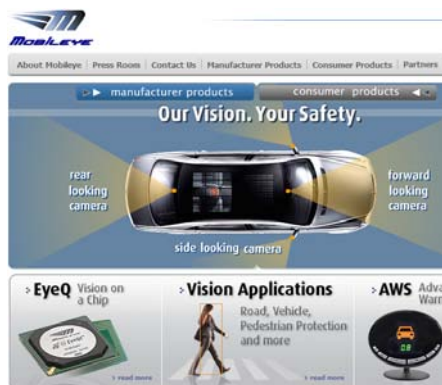 MOBILEYE
About Mobileye | Press Room | Contact Us | Manufacturer Products | Consumer Products | Partners
manufacturer products
consumer products
Our Vision. Your Safety.
rear looking camera
forward looking camera
side looking camera
> EyeQ Vision on a Chip
> read more
> Vision Applications
Road, Vehicle,
Pedestrian Protection
and more
> read more
> AWS
08